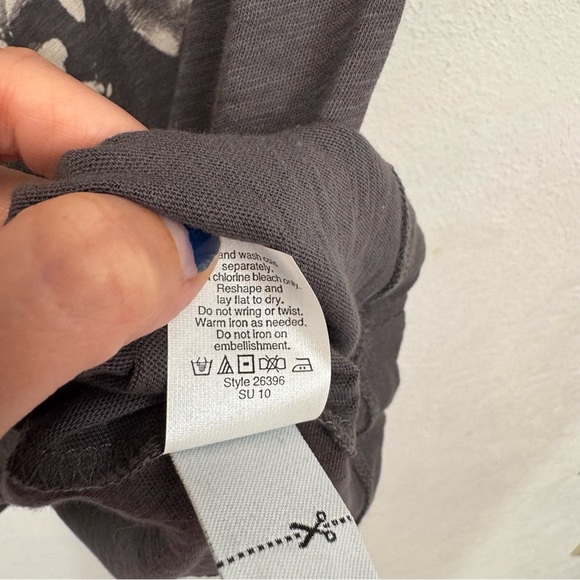 and wash cold
separately.
chlorine bleach only.
Reshape and
lay flat to dry.
Do not wring or twist.
Warm iron as needed.
Do not iron on
embellishment.
Style 26396
SU 10